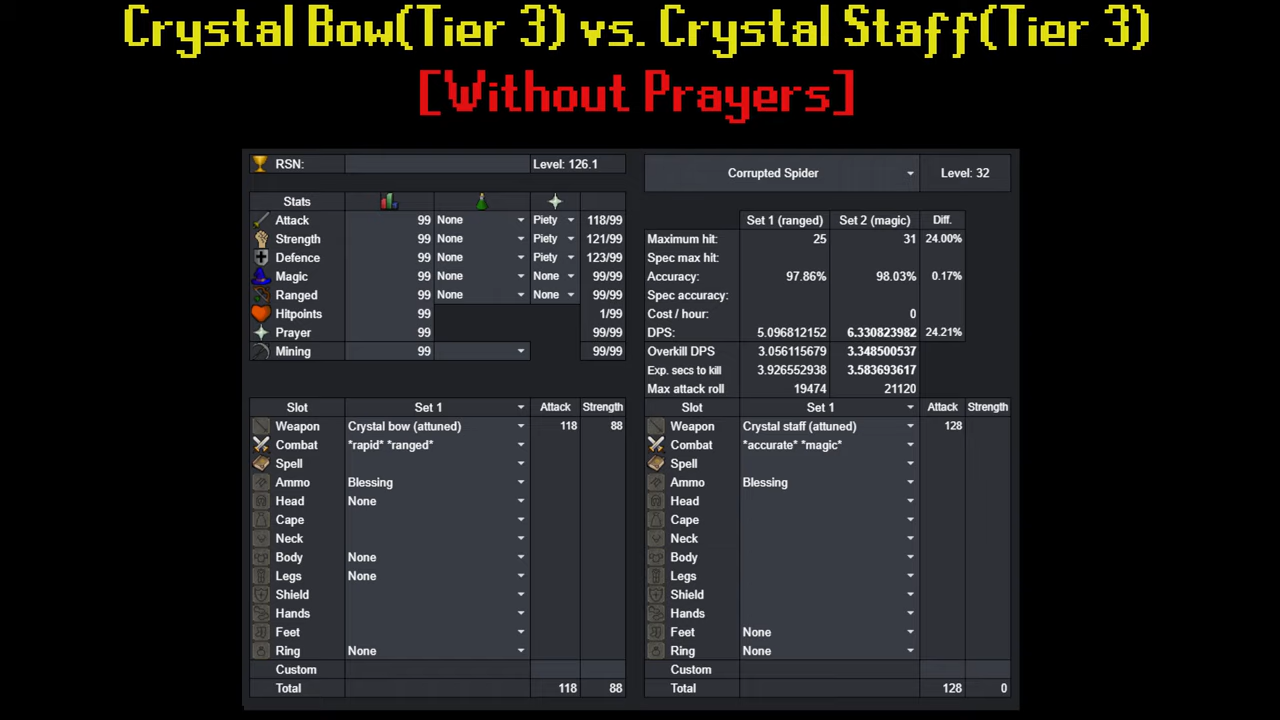 Crystal Bow(Tier 3) vs. Crystal Staff(Tier 3)
[Without Prayers]
RSN: Level: 126.1
Stats
Attack 99 None Piety 118/99
Strength 99 None Piety 121/99
Defence 99 None Piety 123/99
Magic 99 None None 99/99
Ranged 99 None None 99/99
Hitpoints 99 1/99
Prayer 99 99/99
Mining 99 99/99
Slot Set 1 Attack Strength
Weapon Crystal bow (attuned) 118 88
Combat *rapid* *ranged*
Spell
Ammo Blessing
Head None
Cape
Neck
Body None
Legs None
Shield
Hands
Feet
Ring None
Custom
Total 118 88
Corrupted Spider Level: 32
Set 1 (ranged) Set 2 (magic) Diff.
Maximum hit: 25 31 24.00%
Spec max hit:
Accuracy: 97.86% 98.03% 0.17%
Spec accuracy:
Cost / hour: 0
DPS: 5.096812152 6.330823982 24.21%
Overkill DPS 3.056115679 3.348500537
Exp. secs to kill 3.926552938 3.583693617
Max attack roll 19474 21120
Slot Set 1 Attack Strength
Weapon Crystal staff (attuned) 128
Combat *accurate* *magic*
Spell
Ammo Blessing
Head
Cape
Neck
Body
Legs
Shield
Hands
Feet None
Ring None
Custom
Total 128 0